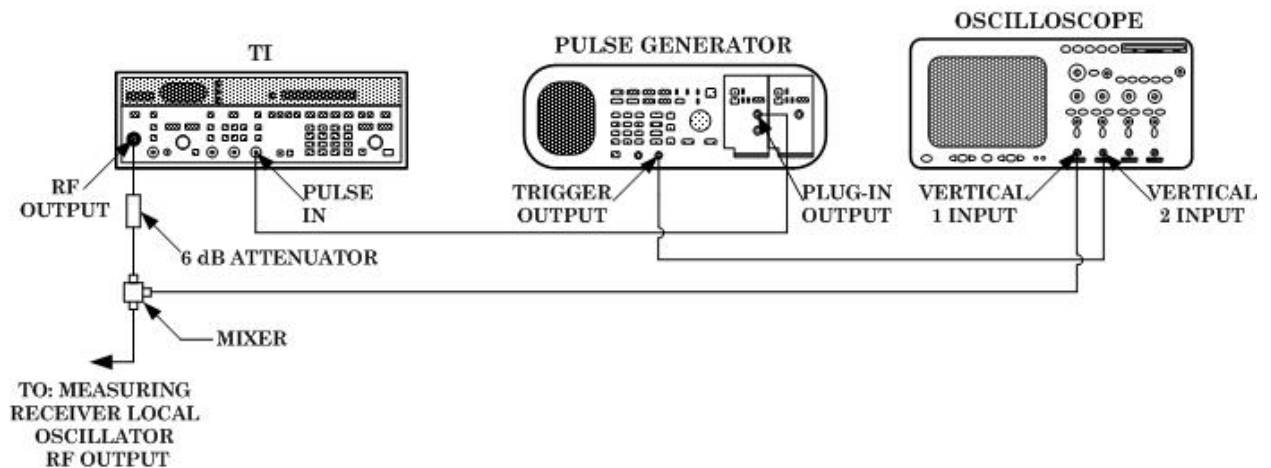 TI
PULSE GENERATOR
OSCILLOSCOPE
RF
OUTPUT
PULSE
IN
TRIGGER
OUTPUT
PLUG-IN
OUTPUT
VERTICAL
1 INPUT
VERTICAL
2 INPUT
6 dB ATTENUATOR
MIXER
TO: MEASURING
RECEIVER LOCAL
OSCILLATOR
RF OUTPUT